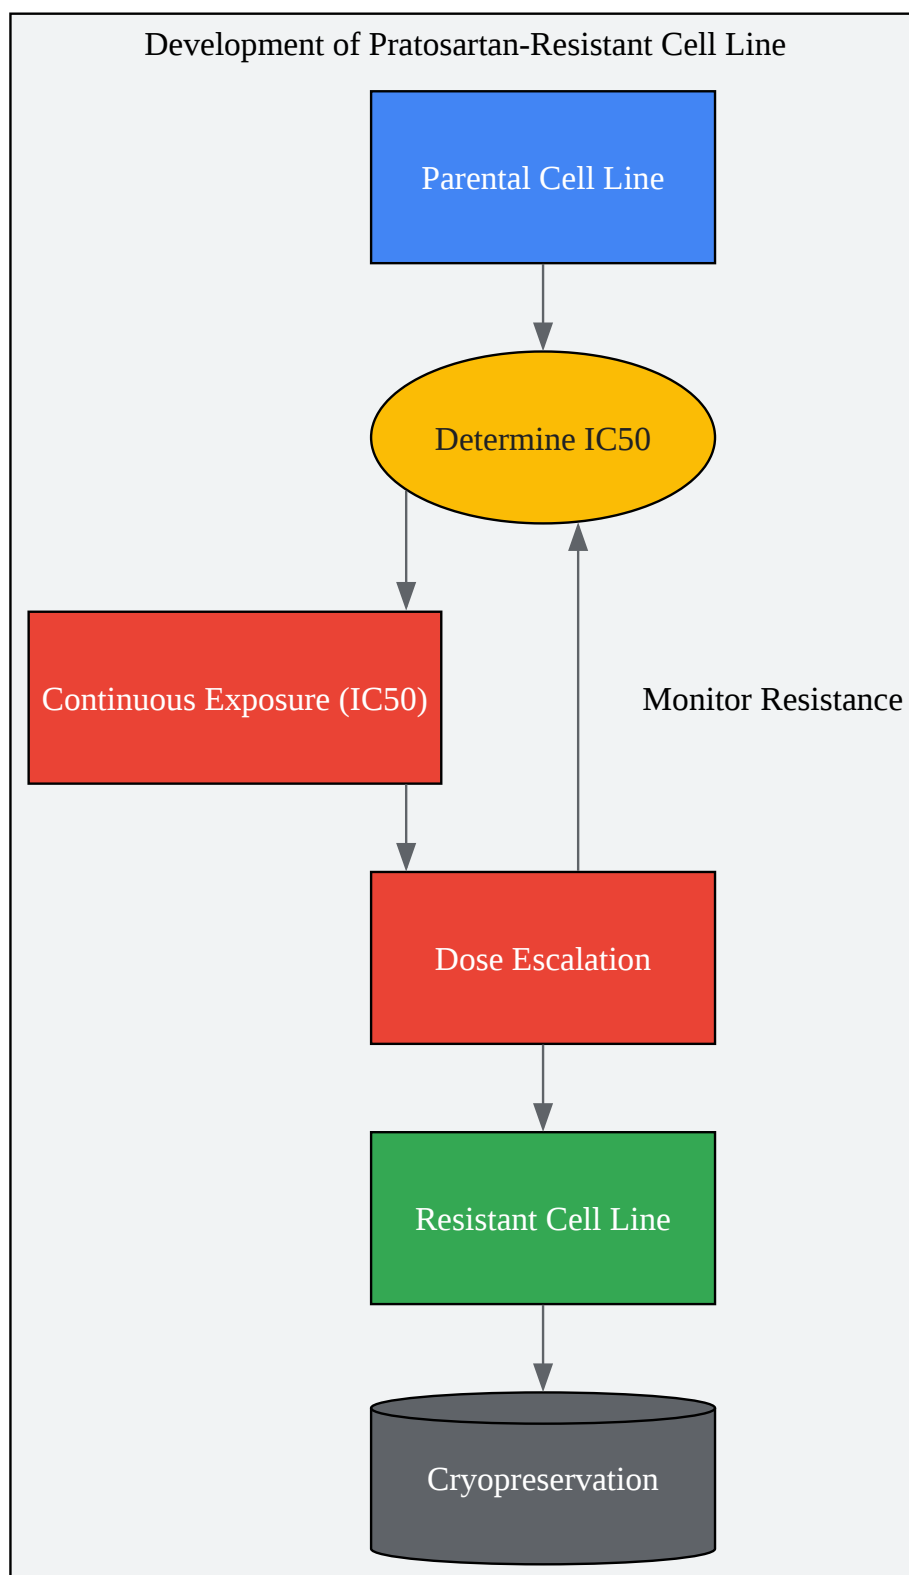 Development of Pratosartan-Resistant Cell Line
Parental Cell Line
Determine IC50
Continuous Exposure (IC50)
Monitor Resistance
Dose Escalation
Resistant Cell Line
Cryopreservation